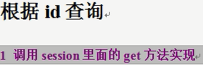 根据 id 查询
1 调用 session 里面的 get 方法实现